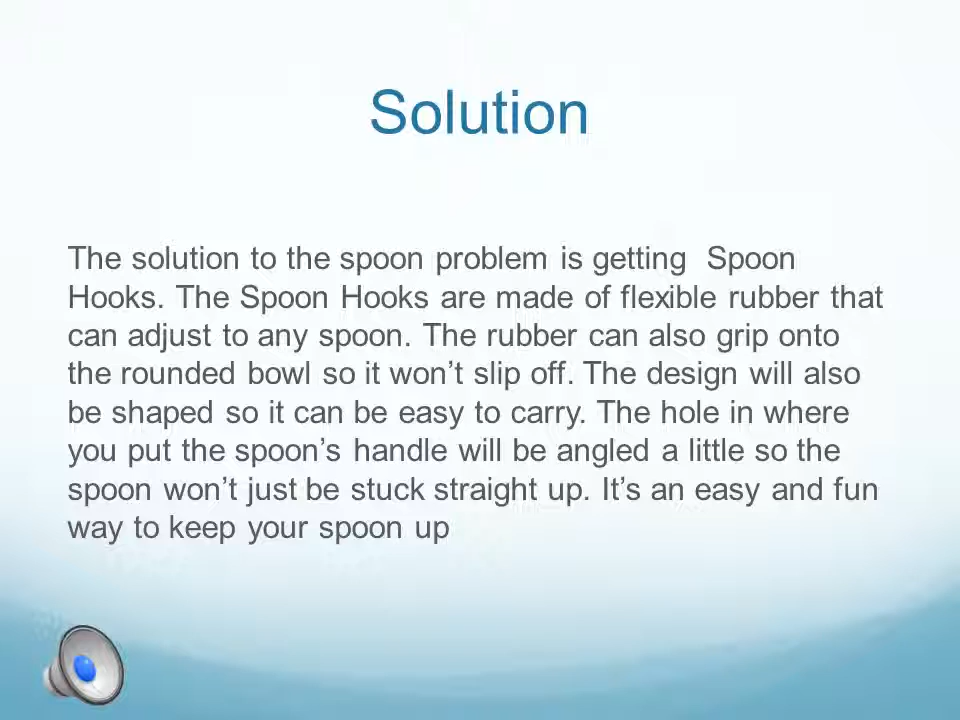 Solution
The solution to the spoon problem is getting  Spoon
Hooks. The Spoon Hooks are made of flexible rubber that
can adjust to any spoon. The rubber can also grip onto
the rounded bowl so it won’t slip off. The design will also
be shaped so it can be easy to carry. The hole in where
you put the spoon’s handle will be angled a little so the
spoon won’t just be stuck straight up. It’s an easy and fun
way to keep your spoon up